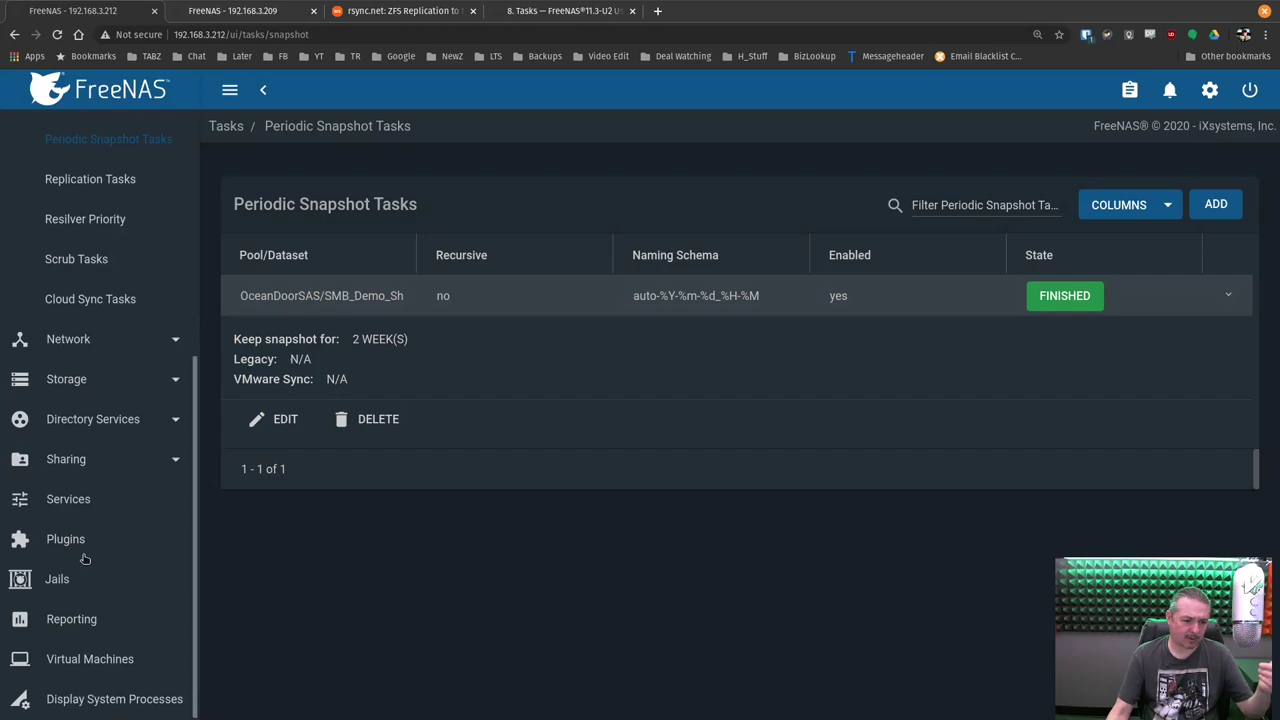 FreeNAS - 192.168.3.212
FreeNAS - 192.168.3.209
rsync.net: ZFS Replication to
8. Tasks — FreeNAS®11.3-U2 U
Not secure
192.168.3.212/ui/tasks/snapshot
Apps
Bookmarks
TABZ
Chat
Later
FB
YT
TR
Google
NewZ
LTS
Backups
Video Edit
Deal Watching
H_Stuff
BizLookup
Messageheader
Email Blacklist C...
Other bookmarks
FreeNAS
Tasks / Periodic Snapshot Tasks
FreeNAS® © 2020 - iXsystems, Inc.
Periodic Snapshot Tasks
Replication Tasks
Resilver Priority
Scrub Tasks
Cloud Sync Tasks
Network
Storage
Directory Services
Sharing
Services
Plugins
Jails
Reporting
Virtual Machines
Display System Processes
Periodic Snapshot Tasks
Filter Periodic Snapshot Ta...
COLUMNS
ADD
Pool/Dataset
Recursive
Naming Schema
Enabled
State
OceanDoorSAS/SMB_Demo_Sh
no
auto-%Y-%m-%d_%H-%M
yes
FINISHED
Keep snapshot for: 2 WEEK(S)
Legacy: N/A
VMware Sync: N/A
EDIT
DELETE
1 - 1 of 1